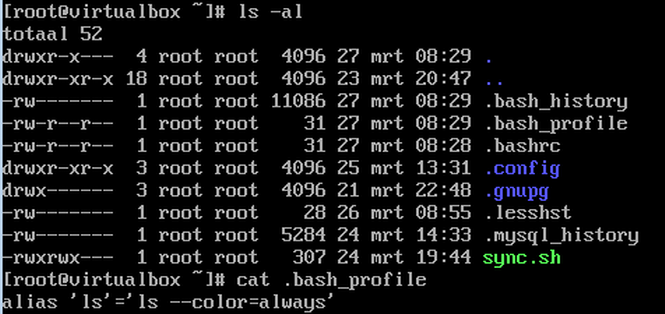 [root@virtualbox ~]# ls -al
totaal 52
drwxr-x--- 4 root root 4096 27 mrt 08:29 .
drwxr-xr-x 18 root root 4096 23 mrt 20:47 ..
-rw------- 1 root root 11086 27 mrt 08:29 .bash_history
-rw-r--r-- 1 root root 31 27 mrt 08:29 .bash_profile
-rw-r--r-- 1 root root 31 27 mrt 08:28 .bashrc
drwxr-xr-x 3 root root 4096 25 mrt 13:31 .config
drwx------ 3 root root 4096 21 mrt 22:48 .gnupg
-rw------- 1 root root 28 26 mrt 08:55 .lesshst
-rw------- 1 root root 5284 24 mrt 14:33 .mysql_history
-rwxrwx--- 1 root root 307 24 mrt 19:44 sync.sh
[root@virtualbox ~]# cat .bash_profile
alias 'ls'='ls --color=always'